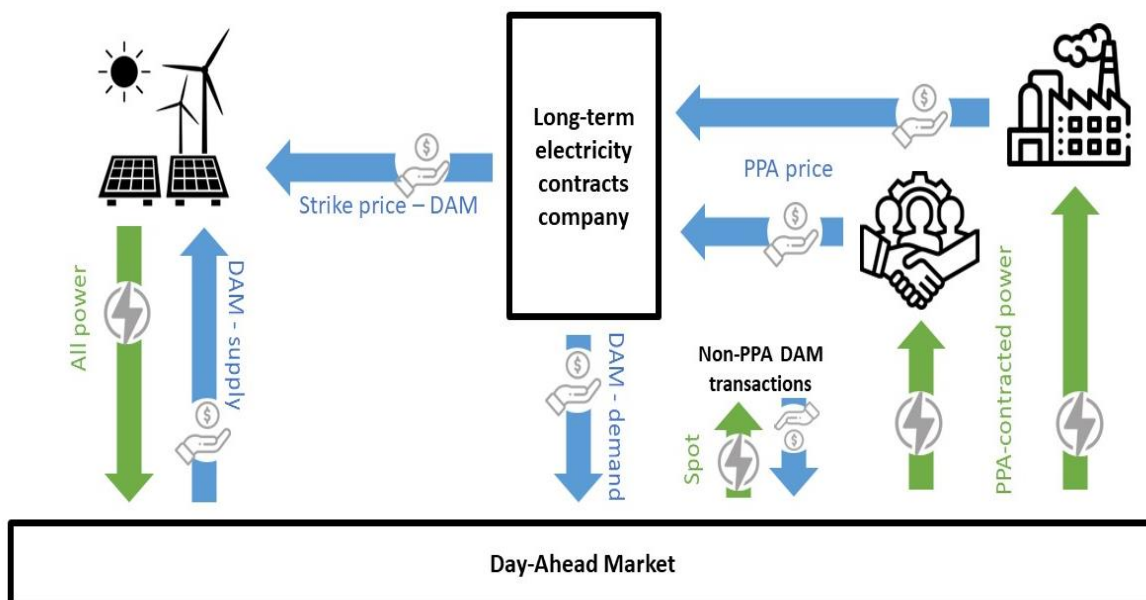 Long-term
electricity
contracts
company
PPA price
Strike price – DAM
All power
DAM - supply
DAM - demand
Non-PPA DAM
transactions
Spot
PPA-contracted power
Day-Ahead Market